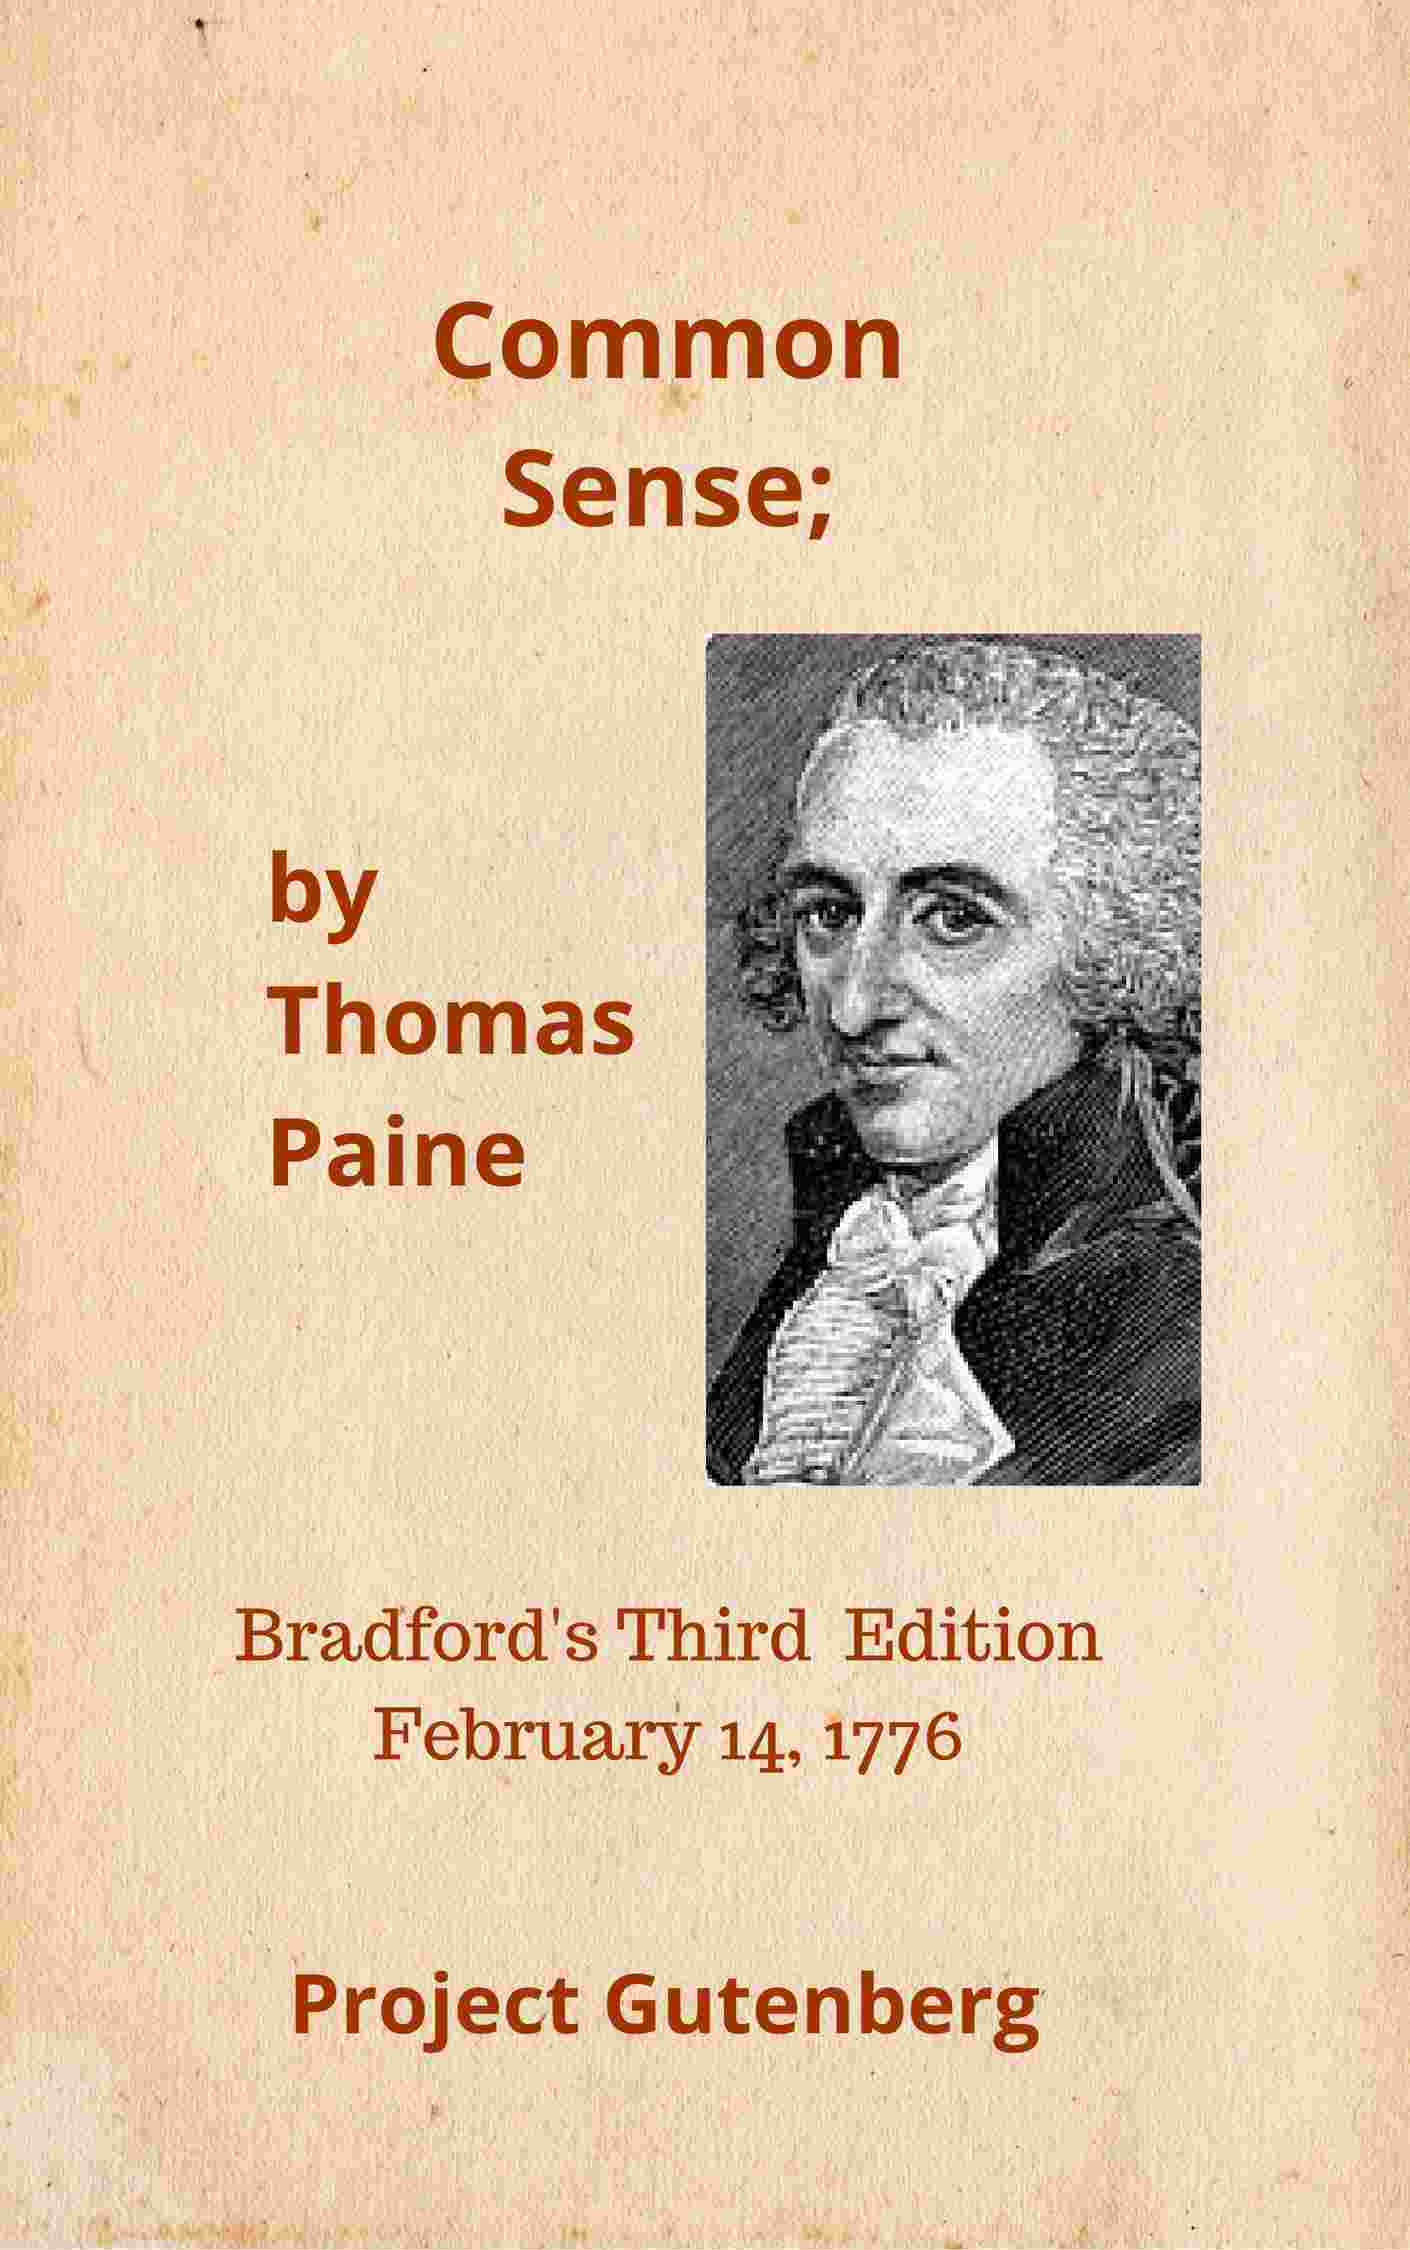 Common
Sense;
by
Thomas
Paine
Bradford's Third Edition
February 14, 1776
Project Gutenberg